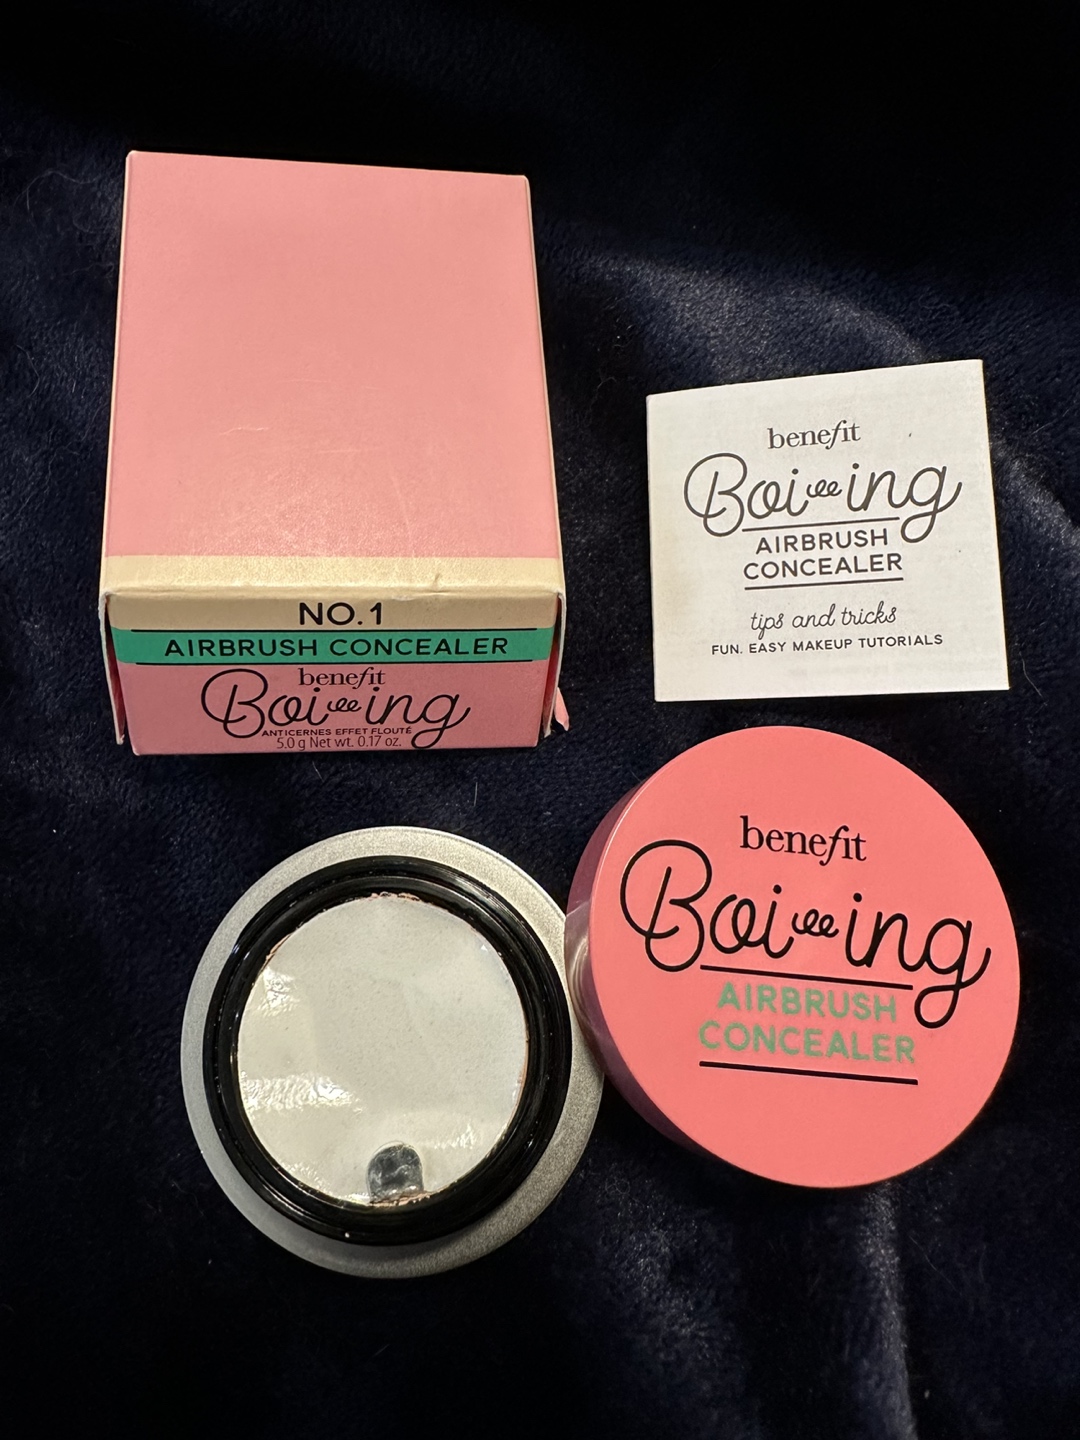 NO.1
AIRBRUSH CONCEALER
benefit
Boi-ing
ANTICERNES EFFET FLOUTÉ
5.0 g Net wt. 0.17 oz.
benefit
Boi-ing
AIRBRUSH
CONCEALER
tips and tricks
FUN. EASY MAKEUP TUTORIALS
benefit
Boi-ing
AIRBRUSH
CONCEALER